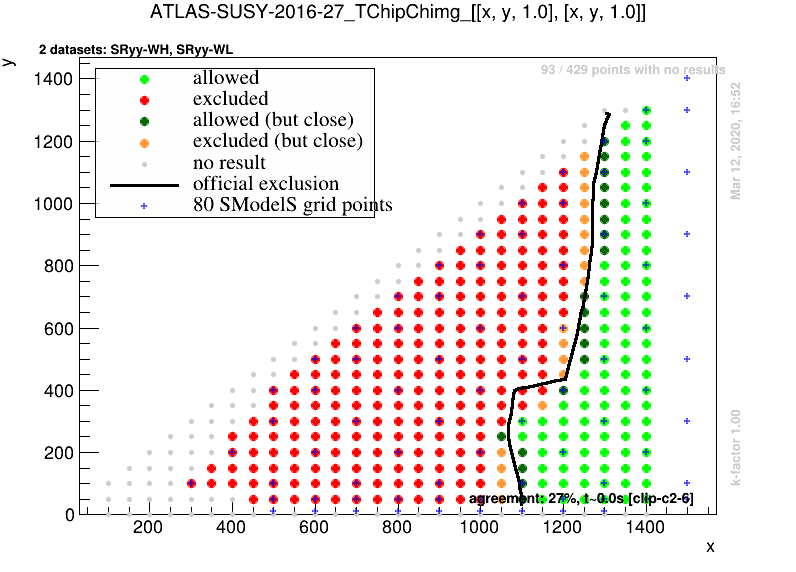 ATLAS-SUSY-2016-27_TChipChimg_[[x, y, 1.0], [x, y, 1.0]]
2 datasets: SRyy-WH, SRyy-WL
y
93 / 429 points with no results
allowed
excluded
allowed (but close)
excluded (but close)
no result
official exclusion
80 SModelS grid points
Mar 12, 2020, 16:52
k-factor 1.00
1400
1200
1000
800
600
400
200
0
agreement: 27%, t~0.0s [clip-c2-6]
200 400 600 800 1000 1200 1400
x